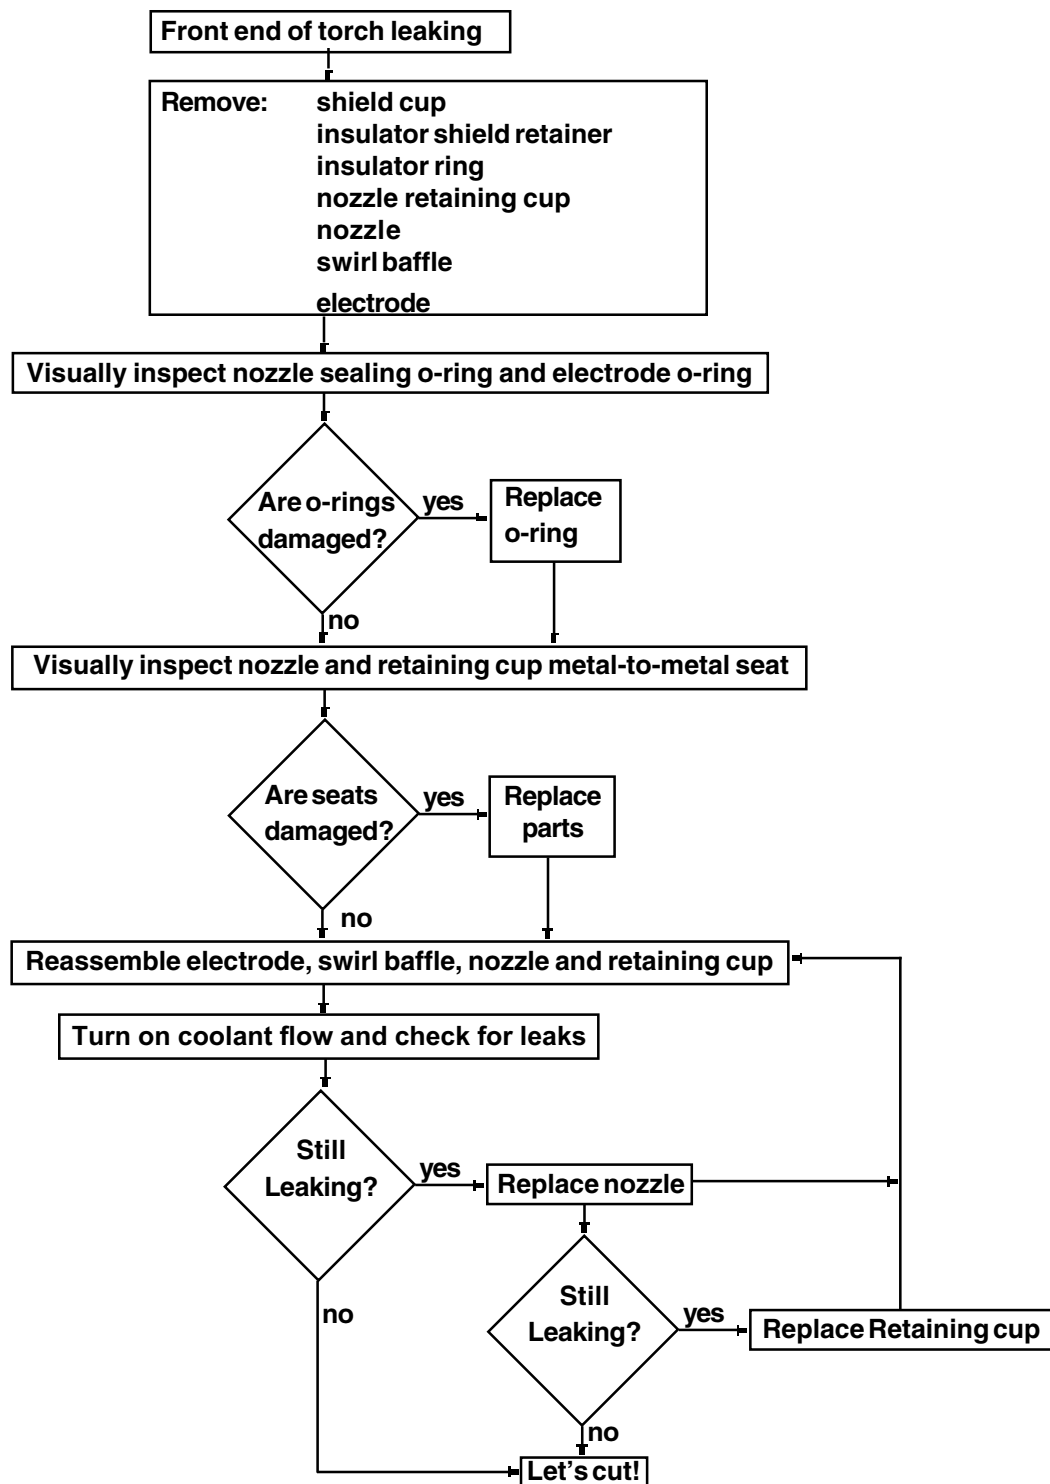 Front end of torch leaking
Remove: shield cup
insulator shield retainer
insulator ring
nozzle retaining cup
nozzle
swirl baffle
electrode
Visually inspect nozzle sealing o-ring and electrode o-ring
Are o-rings
damaged?
yes
Replace
o-ring
no
Visually inspect nozzle and retaining cup metal-to-metal seat
Are seats
damaged?
yes
Replace
parts
no
Reassemble electrode, swirl baffle, nozzle and retaining cup
Turn on coolant flow and check for leaks
Still
Leaking?
yes
Replace nozzle
no
Still
Leaking?
yes
Replace Retaining cup
no
Let's cut!